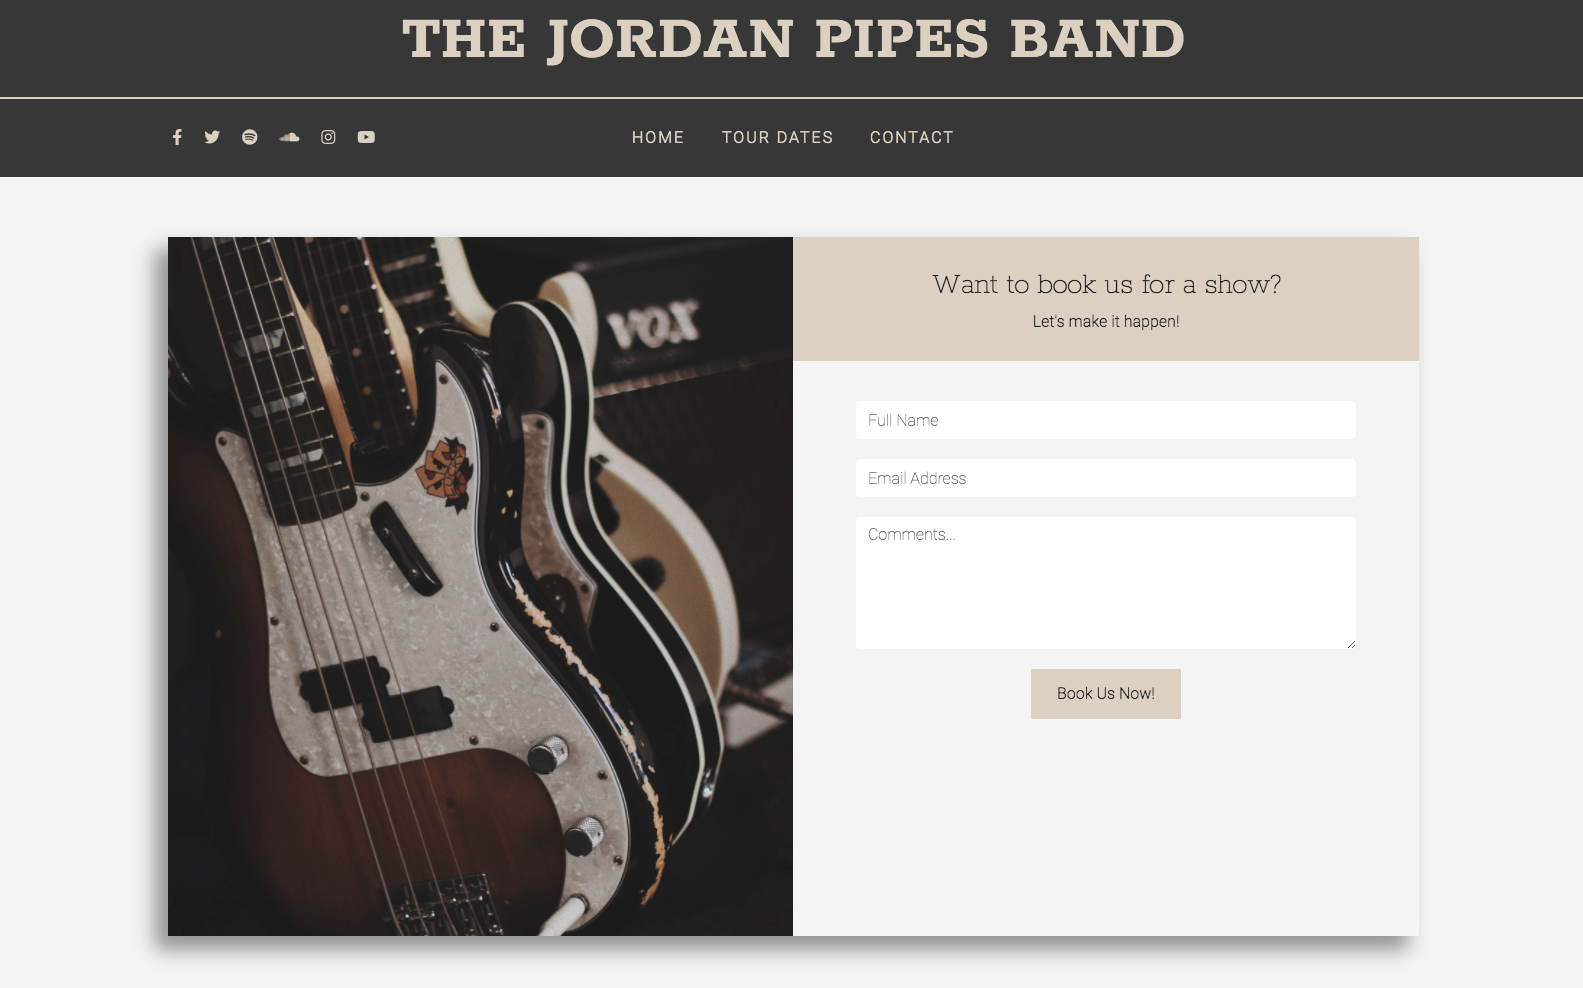 THE JORDAN PIPES BAND
HOME TOUR DATES CONTACT
VOX
Want to book us for a show?
Let's make it happen!
Full Name
Email Address
Comments...
Book Us Now!